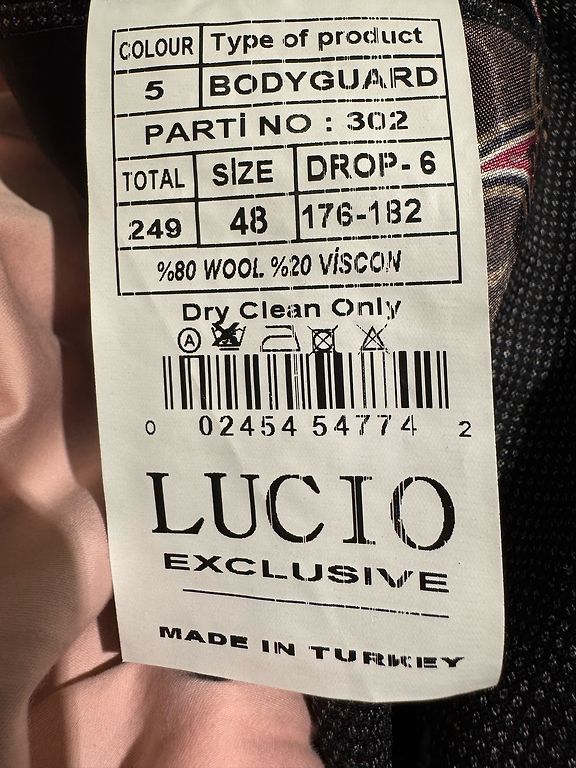 COLOUR Type of product
5 BODYGUARD
PARTİ NO : 302
TOTAL SİZE DROP- 6
249 48 176-182
%80 WOOL %20 VİSCON
Dry Clean Only
A
0 02454 54774 2
LUCIO
EXCLUSIVE
MADE IN TURKEY